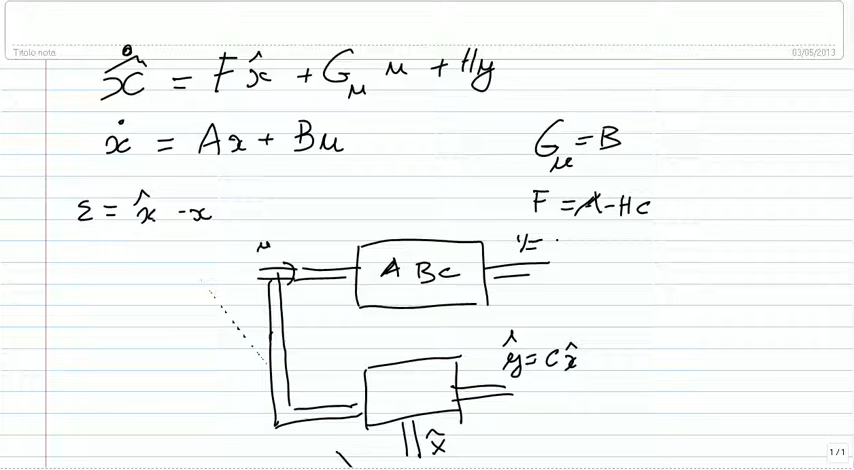 Titolo nota 03/05/2013
x̂̇ = F x̂ + G_u u + Hy
ẋ = Ax + Bu
G_u = B
ε = x̂ - x
F = A - HC
u
A B C
y =
ŷ = C x̂
x̂
1/1